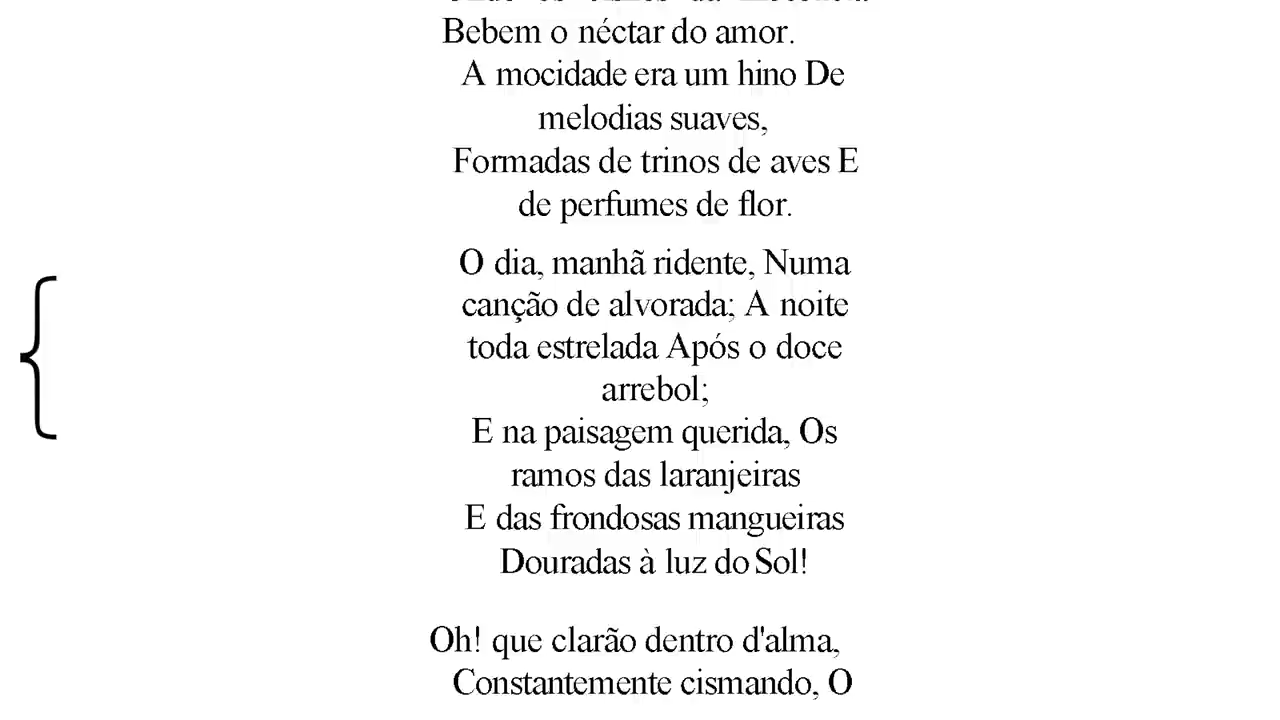 Bebem o néctar do amor.
A mocidade era um hino De
melodias suaves,
Formadas de trinos de aves E
de perfumes de flor.
O dia, manhã ridente, Numa
canção de alvorada; A noite
toda estrelada Após o doce
arrebol;
E na paisagem querida, Os
ramos das laranjeiras
E das frondosas mangueiras
Douradas à luz do Sol!
Oh! que clarão dentro d'alma,
Constantemente cismando, O